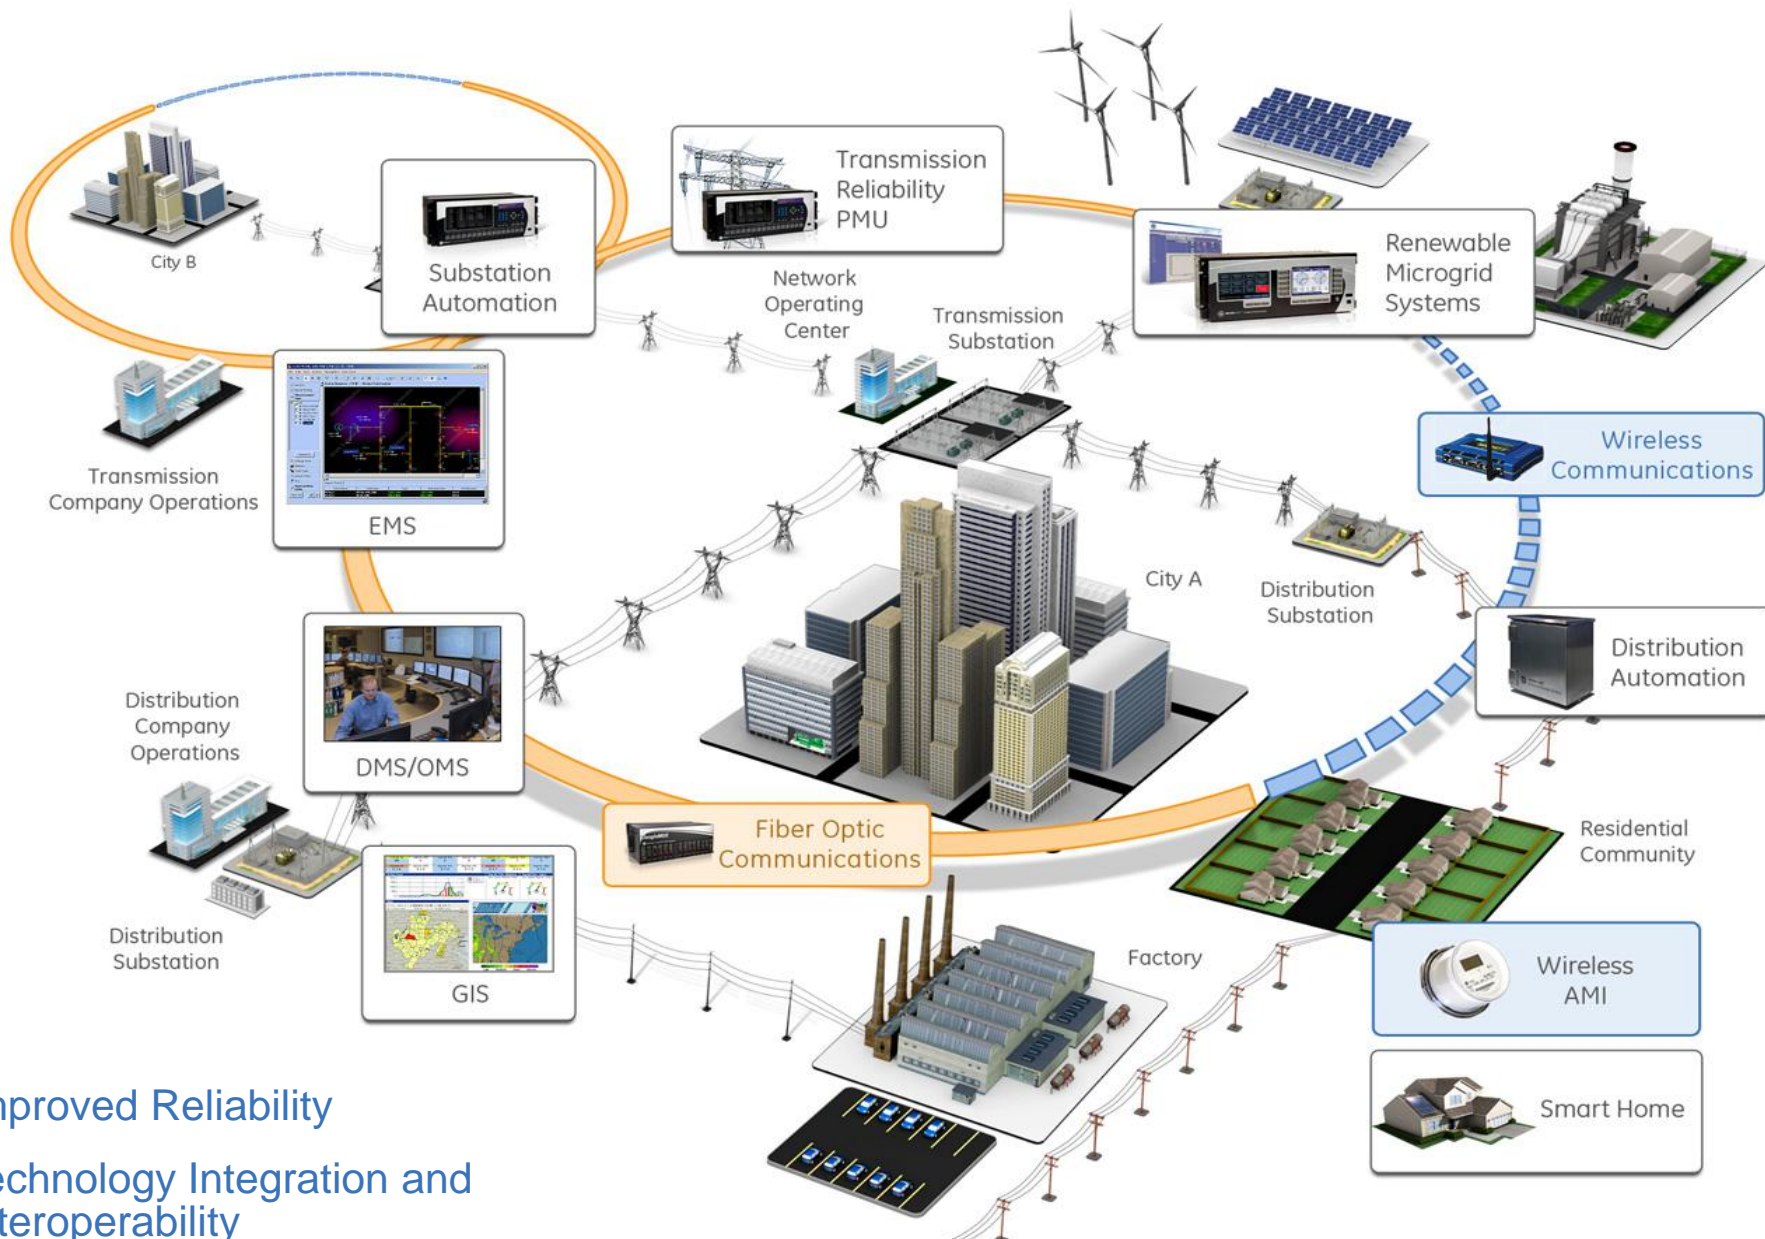 Transmission
Reliability
PMU
City B
Substation
Automation
Network
Operating
Center
Transmission
Substation
Renewable
Microgrid
Systems
Wireless
Communications
Transmission
Company Operations
EMS
City A
Distribution
Substation
Distribution
Automation
Distribution
Company
Operations
DMS/OMS
Fiber Optic
Communications
Residential
Community
Distribution
Substation
GIS
Factory
Wireless
AMI
Smart Home
mproved Reliability
echnology Integration and
teroperability